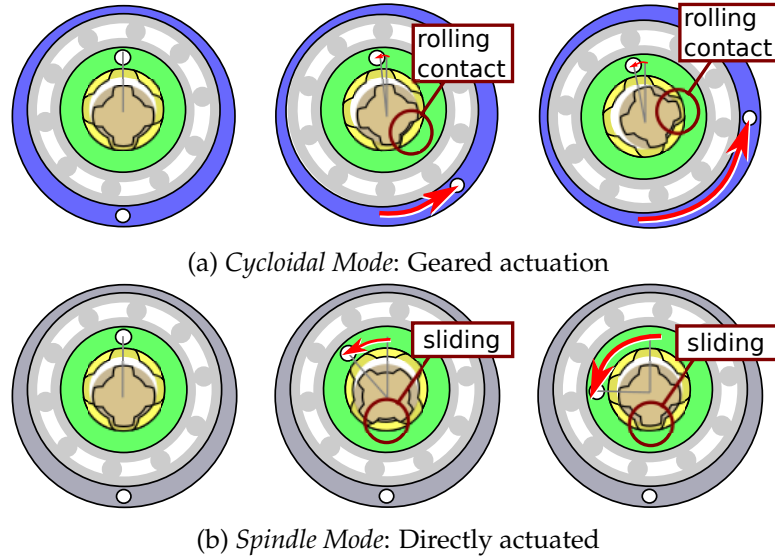 rolling
contact
rolling
contact
(a) Cycloidal Mode: Geared actuation
sliding
sliding
(b) Spindle Mode: Directly actuated